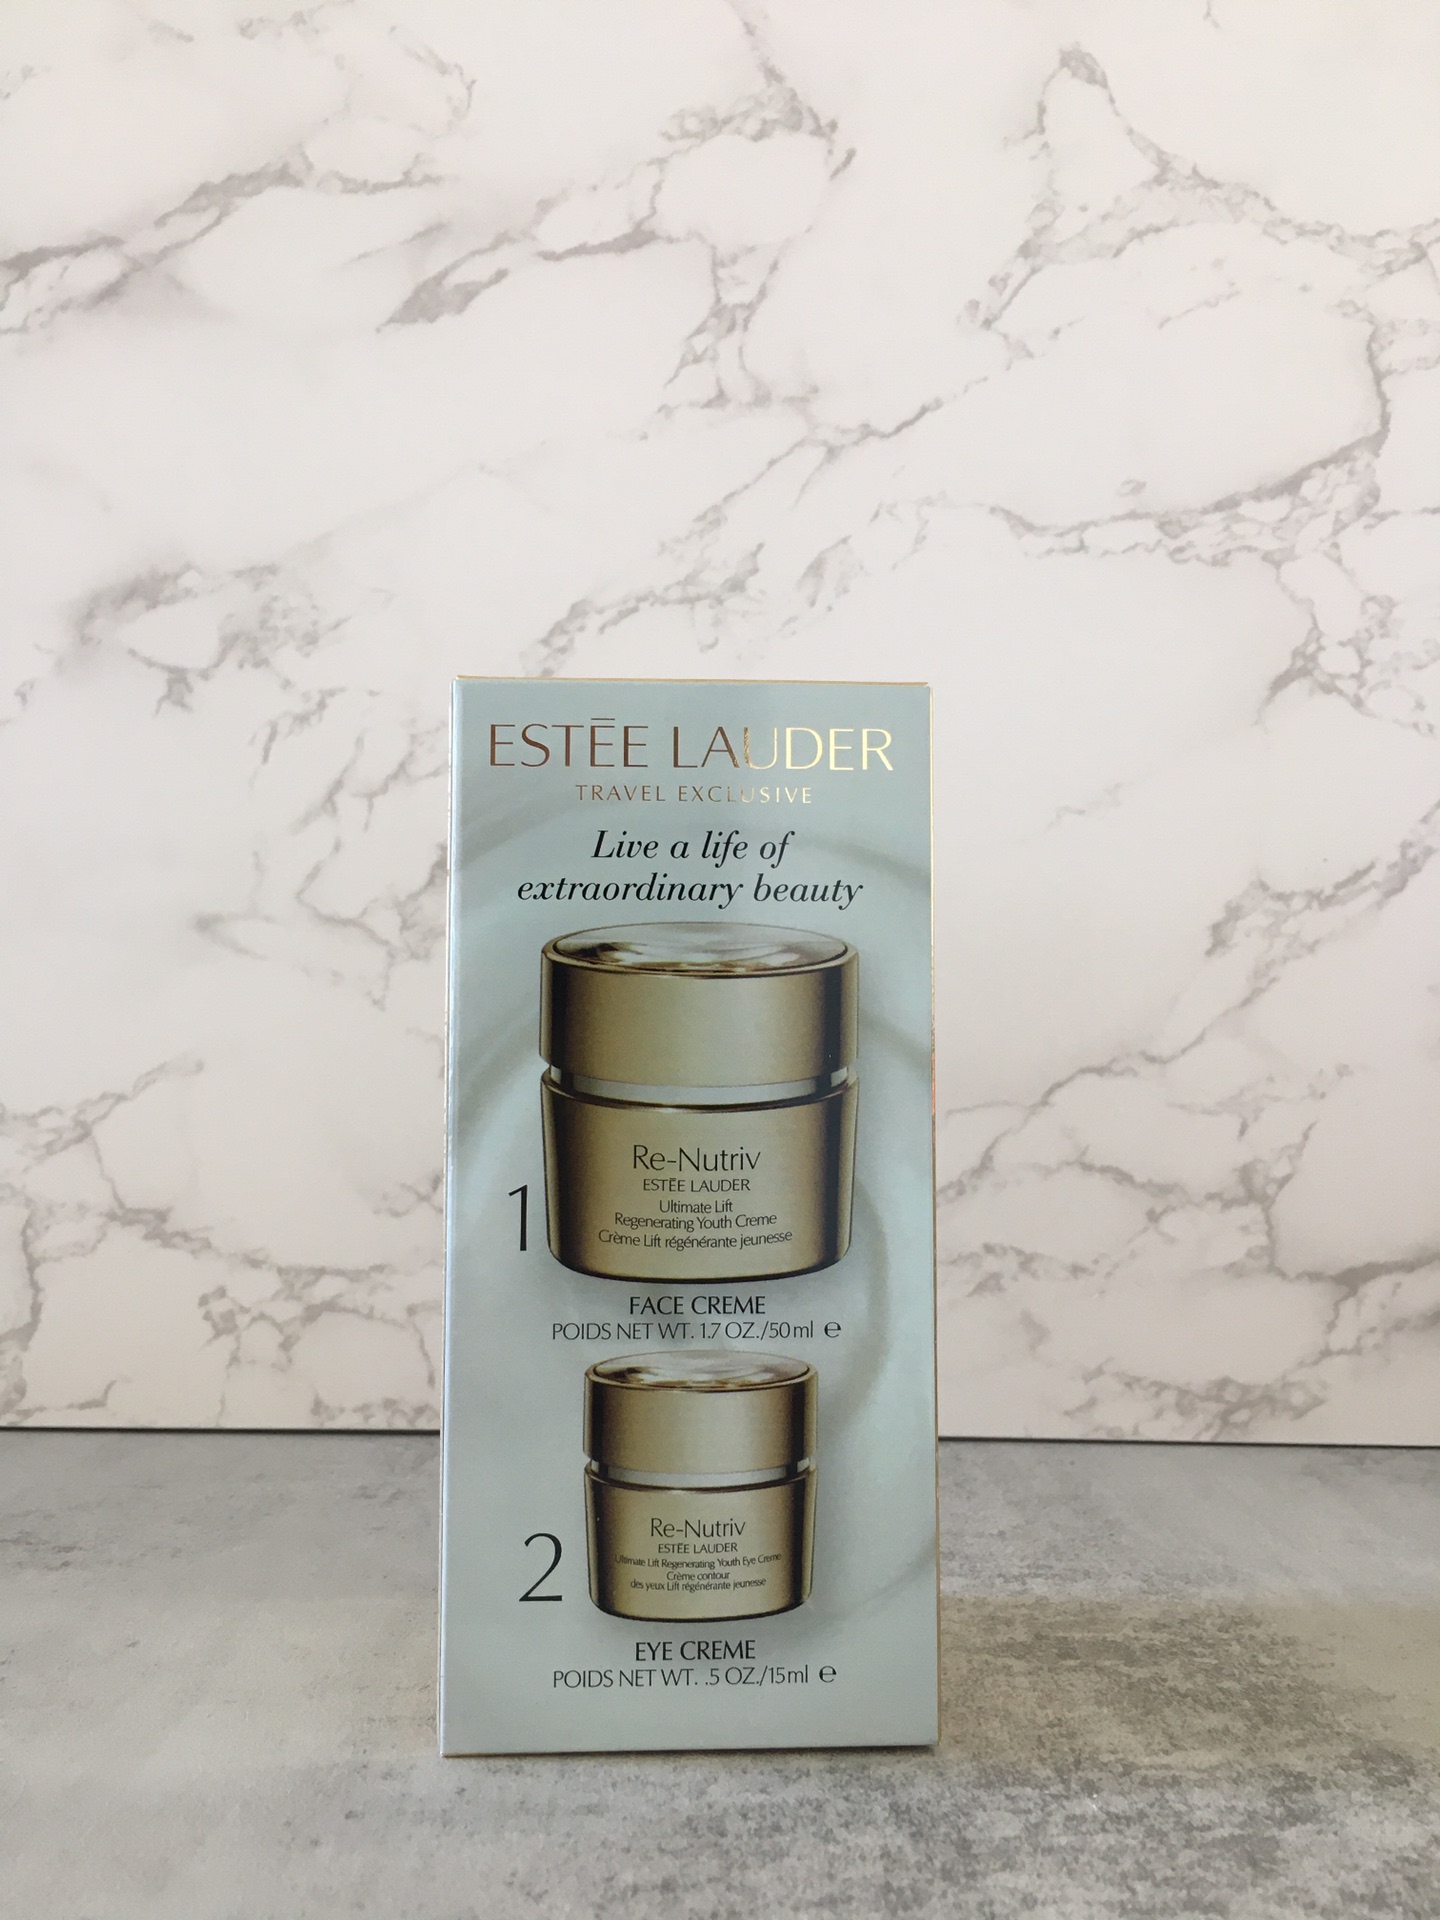 ESTĒE LAUDER
TRAVEL EXCLUSIVE
Live a life of
extraordinary beauty
Re-Nutriv
ESTĒE LAUDER
Ultimate Lift
Regenerating Youth Creme
Crème Lift régénérante jeunesse
1
FACE CREME
POIDS NET WT. 1.7 OZ./50 ml ℮
Re-Nutriv
ESTĒE LAUDER
Ultimate Lift Regenerating Youth Eye Creme
Crème contour
des yeux Lift régénérante jeunesse
2
EYE CREME
POIDS NET WT. .5 OZ./15 ml ℮